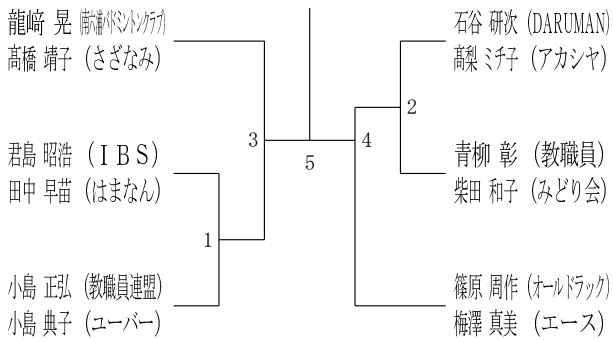 龍﨑 晃 (南六浦バドミントンクラブ)
髙橋 靖子 (さざなみ)
君島 昭浩 (ＩＢＳ)
田中 早苗 (はまなん)
小島 正弘 (教職員連盟)
小島 典子 (ユーバー)
1
3
5
4
2
石谷 研次 (DARUMAN)
髙梨 ミチ子 (アカシヤ)
青柳 彰 (教職員)
柴田 和子 (みどり会)
篠原 周作 (オールドラック)
梅澤 真美 (エース)